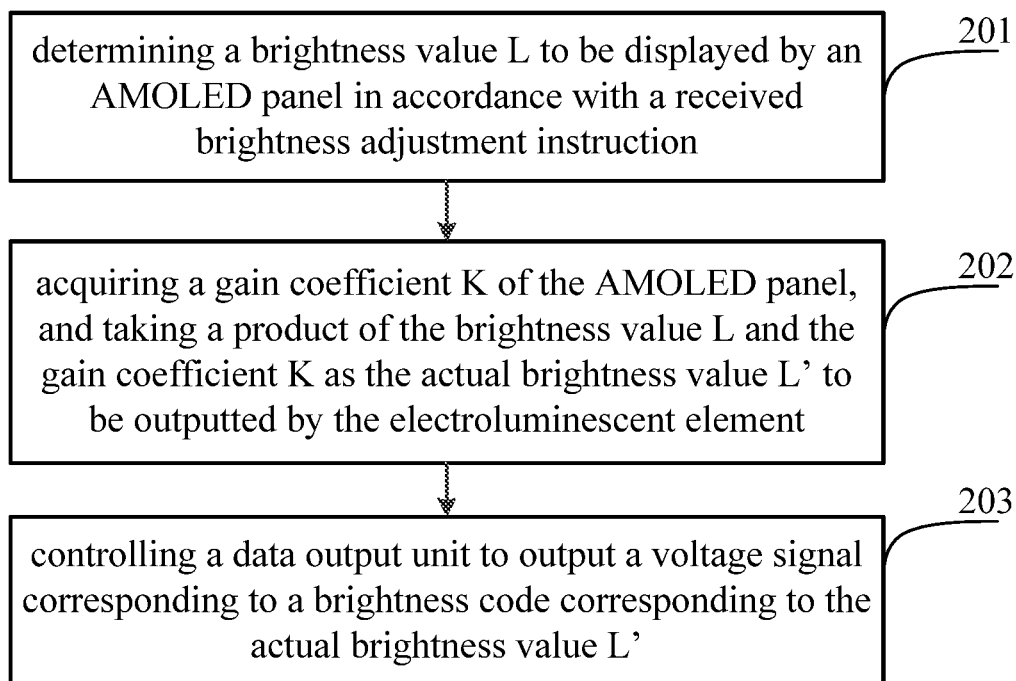 determining a brightness value L to be displayed by an
AMOLED panel in accordance with a received
brightness adjustment instruction
201
acquiring a gain coefficient K of the AMOLED panel,
and taking a product of the brightness value L and the
gain coefficient K as the actual brightness value L’ to
be outputted by the electroluminescent element
202
controlling a data output unit to output a voltage signal
corresponding to a brightness code corresponding to the
actual brightness value L’
203